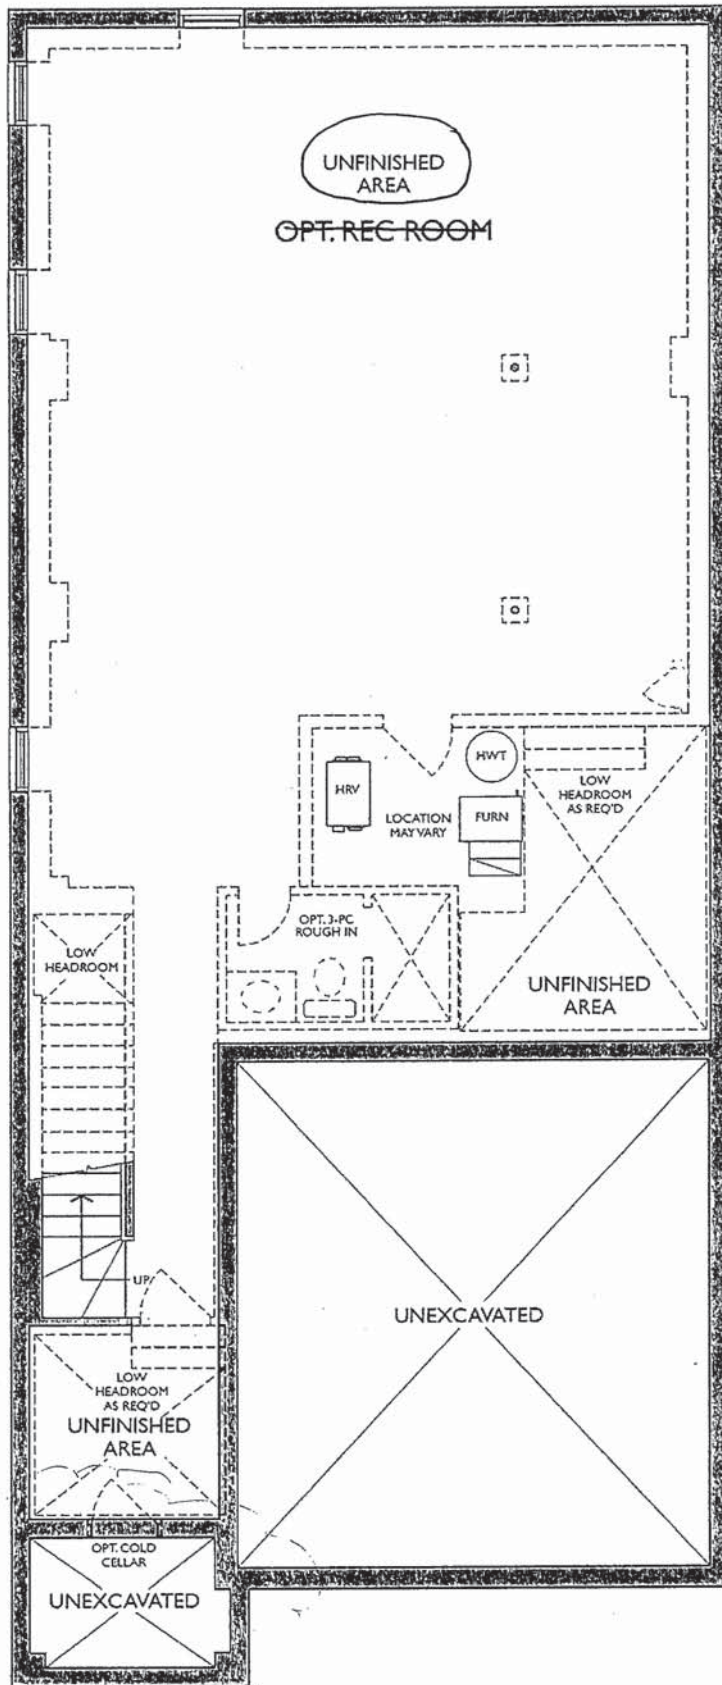 UNFINISHED
AREA
OPT. REC ROOM
HWT
HRV
LOW
HEADROOM
AS REQ'D
LOCATION
MAY VARY
FURN
OPT. 3-PC
ROUGH IN
LOW
HEADROOM
UNFINISHED
AREA
UP
UNEXCAVATED
LOW
HEADROOM
AS REQ'D
UNFINISHED
AREA
OPT. COLD
CELLAR
UNEXCAVATED